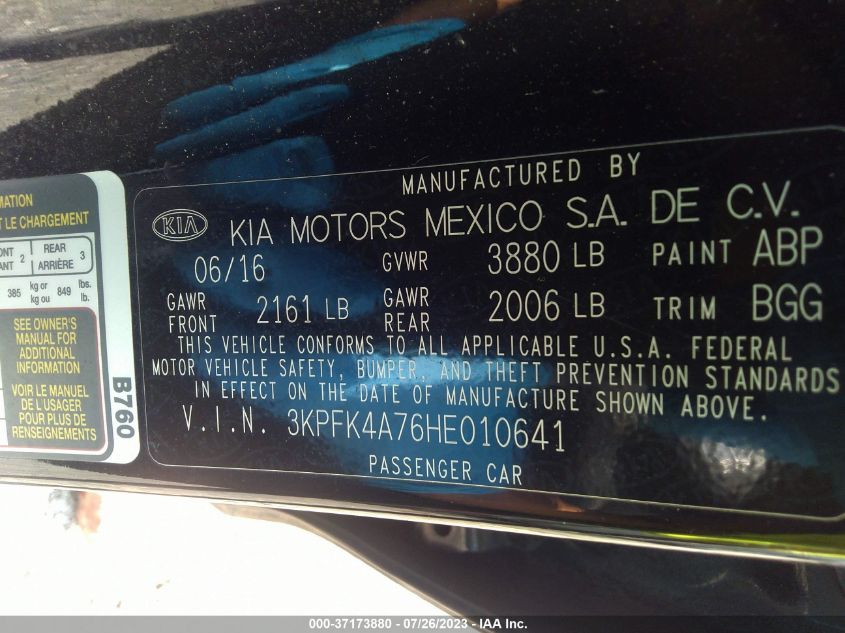 MANUFACTURED BY
KIA KIA MOTORS MEXICO S.A. DE C.V.
06/16 GVWR 3880 LB PAINT ABP
GAWR FRONT 2161 LB GAWR REAR 2006 LB TRIM BGG
THIS VEHICLE CONFORMS TO ALL APPLICABLE U.S.A. FEDERAL
MOTOR VEHICLE SAFETY, BUMPER, AND THEFT PREVENTION STANDARDS
IN EFFECT ON THE DATE OF MANUFACTURE SHOWN ABOVE.
V.I.N. 3KPFK4A76HE010641
PASSENGER CAR
LE CHARGEMENT
2 REAR ARRIÈRE 3
385 kg or kg ou 849 lbs. lb.
SEE OWNER'S
MANUAL FOR
ADDITIONAL
INFORMATION
VOIR LE MANUEL
DE L'USAGER
POUR PLUS DE
RENSEIGNEMENTS
B760
000-37173880 - 07/26/2023 - IAA Inc.